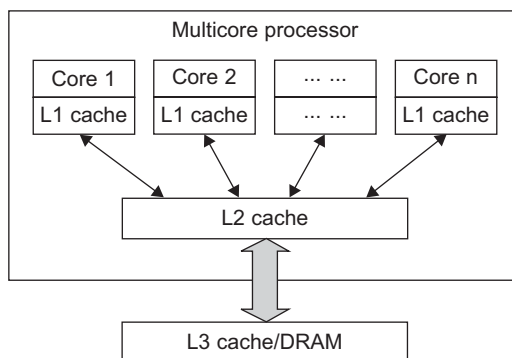 Multicore processor
Core 1
Core 2
... ...
Core n
L1 cache
L1 cache
... ...
L1 cache
L2 cache
L3 cache/DRAM